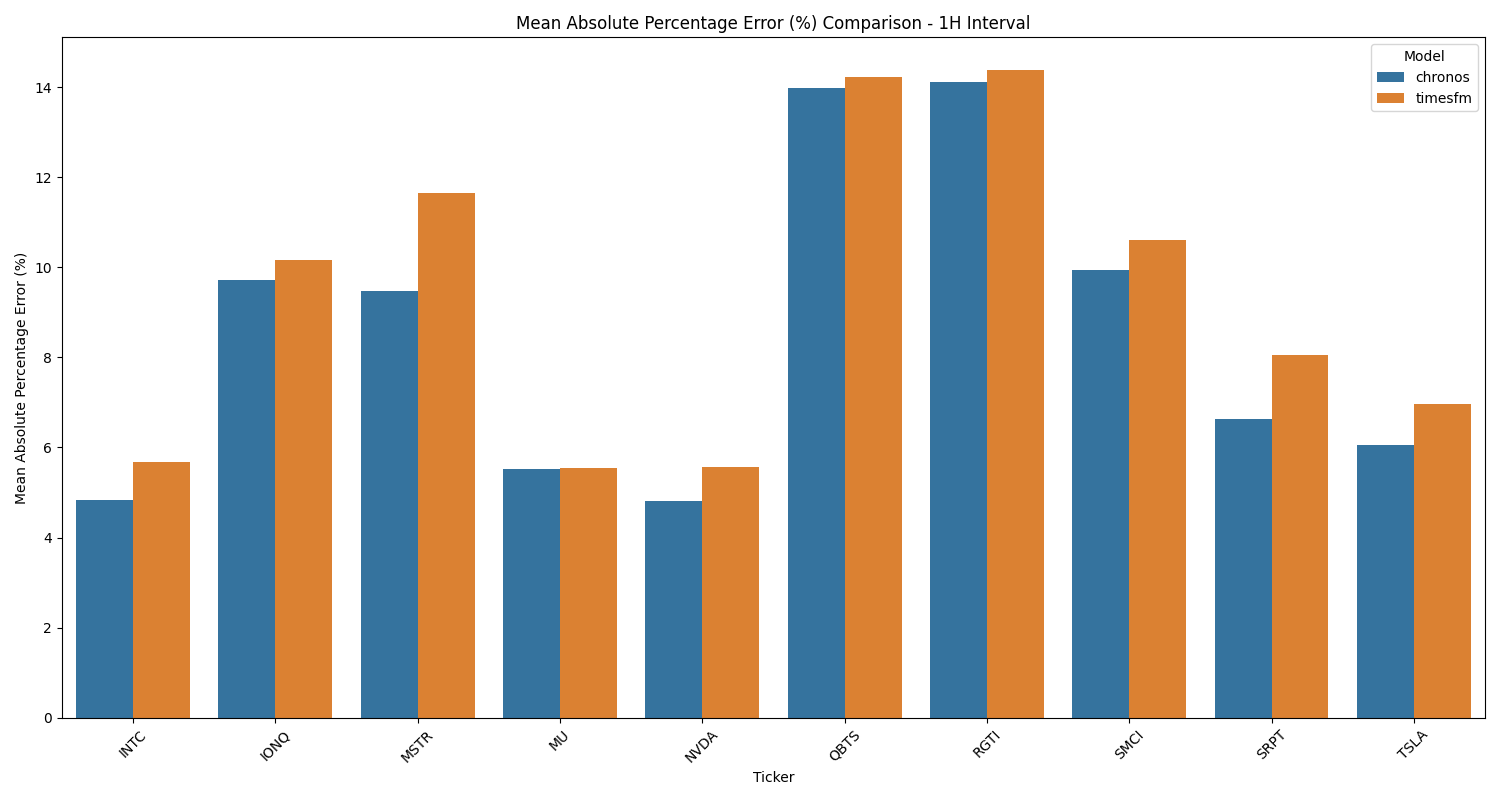 Mean Absolute Percentage Error (%) Comparison - 1H Interval
Model
chronos
timesfm
Mean Absolute Percentage Error (%)
14
12
10
8
6
4
2
0
INTC
IONQ
MSTR
MU
NVDA
QBTS
RGTI
SMCI
SRPT
TSLA
Ticker